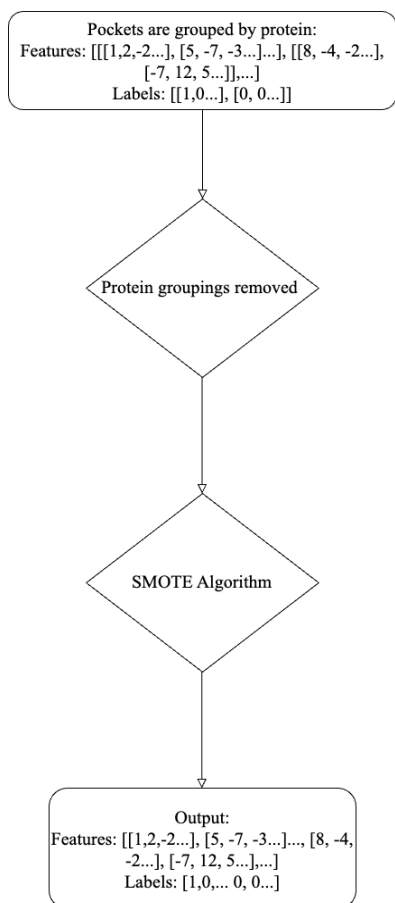 Pockets are grouped by protein:
Features: [[[1,2,-2...], [5, -7, -3...]...], [[8, -4, -2...],
[-7, 12, 5...]],...]
Labels: [[1,0...], [0, 0...]]
Protein groupings removed
SMOTE Algorithm
Output:
Features: [[1,2,-2...], [5, -7, -3...]..., [8, -4,
-2...], [-7, 12, 5...],...]
Labels: [1,0,... 0, 0...]